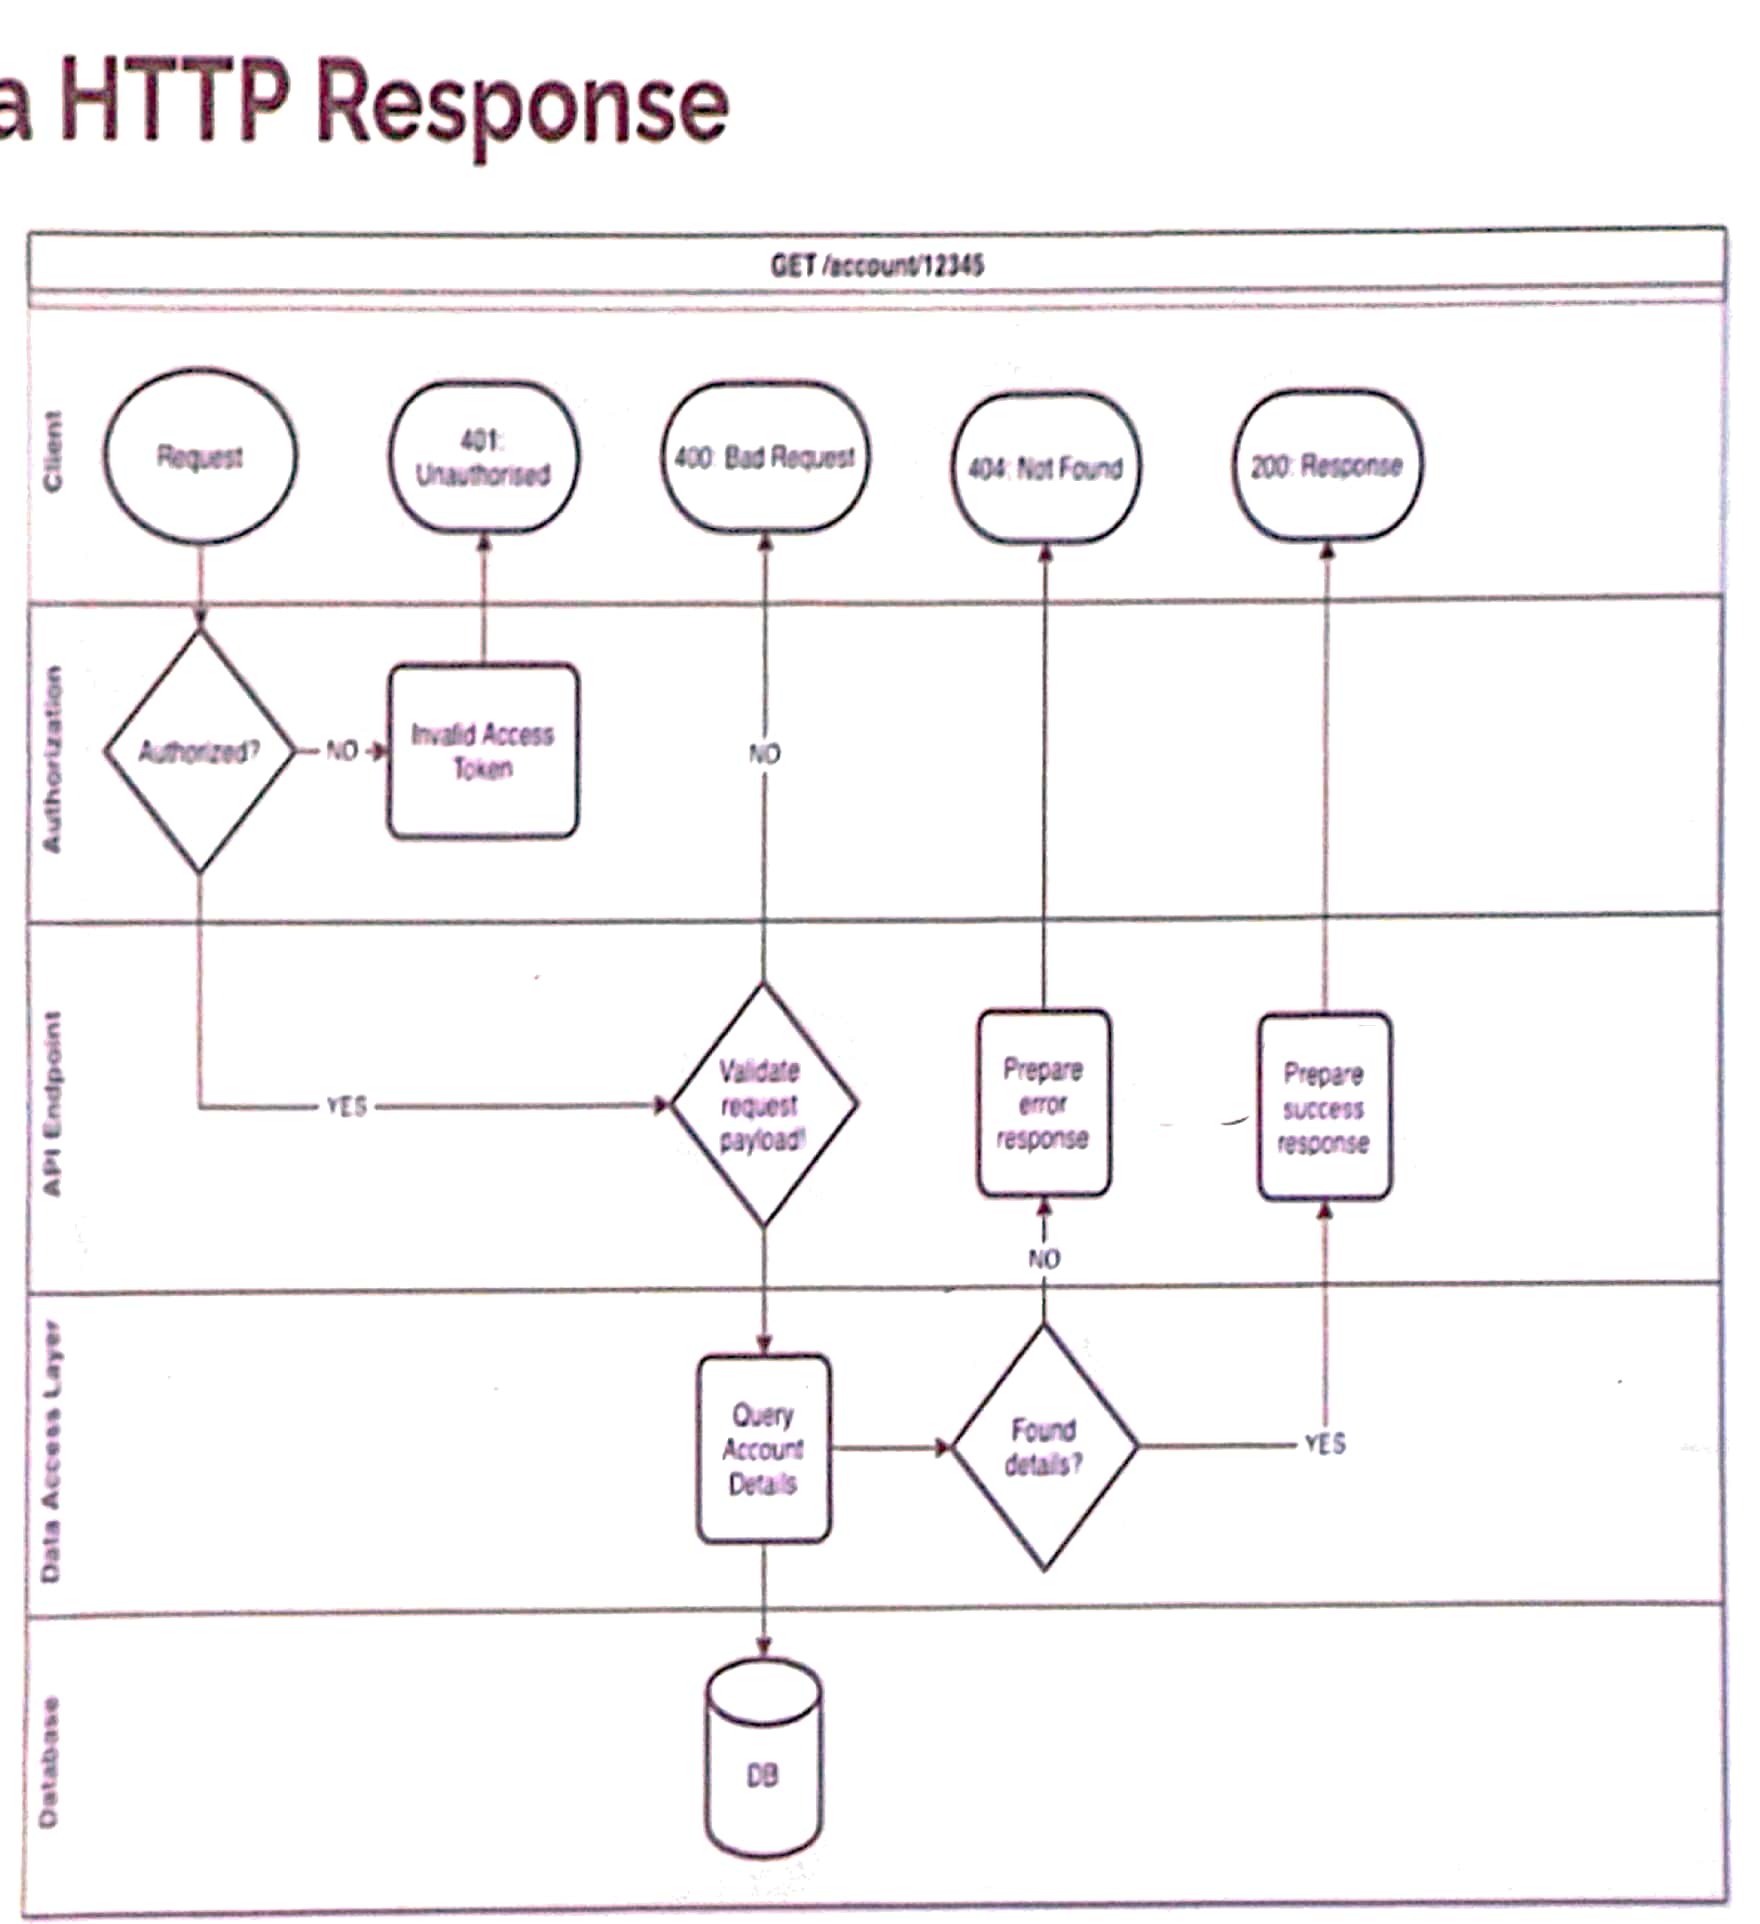 a HTTP Response
GET /account/12345
Client
Request
401:
Unauthorised
400: Bad Request
404: Not Found
200: Response
Authorization
Authorized?
NO
Invalid Access
Token
NO
API Endpoint
YES
Validate
request
payload!
Prepare
error
response
Prepare
success
response
NO
Data Access Layer
Query
Account
Details
Found
details?
YES
Database
DB